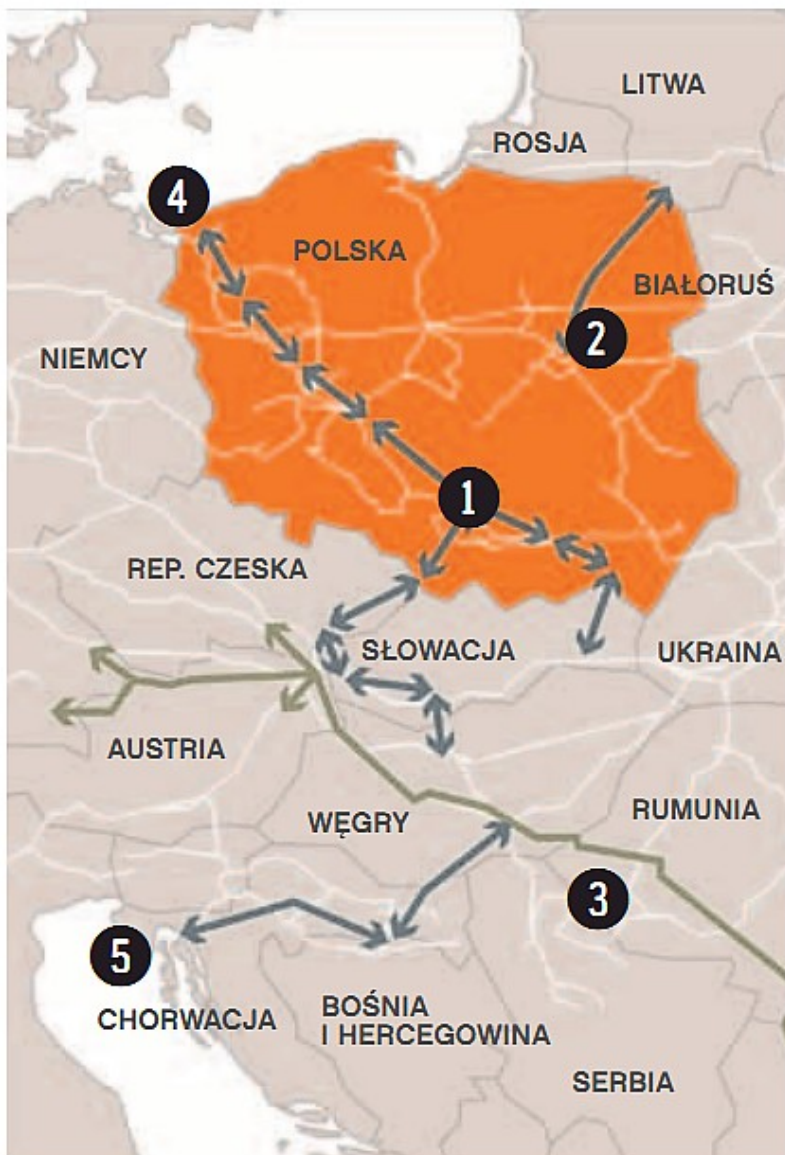 LITWA
ROSJA
4
POLSKA
BIAŁORUŚ
2
NIEMCY
1
REP. CZESKA
SŁOWACJA
UKRAINA
AUSTRIA
RUMUNIA
WĘGRY
3
5
CHORWACJA
BOŚNIA
I HERCEGOWINA
SERBIA